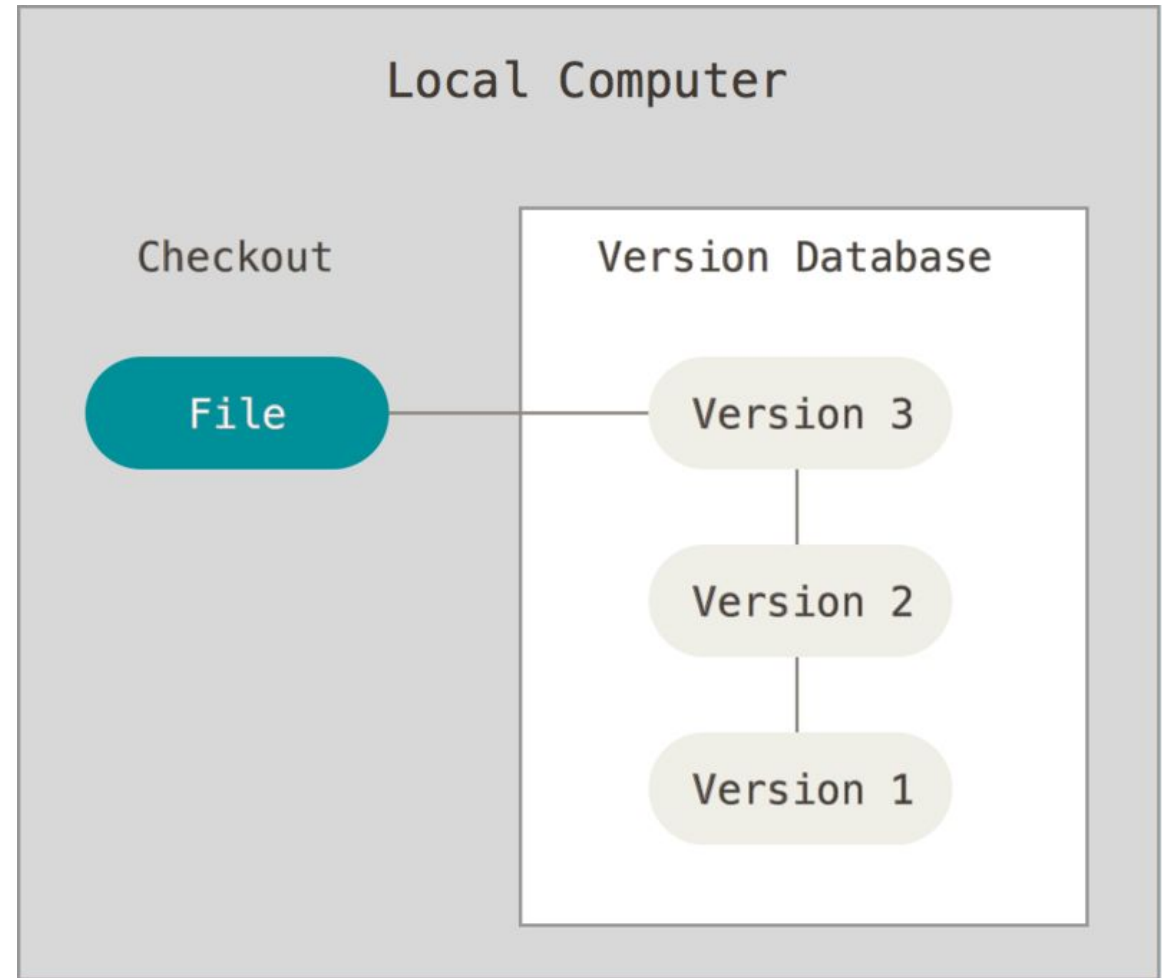 Local Computer
Checkout
Version Database
File
Version 3
Version 2
Version 1